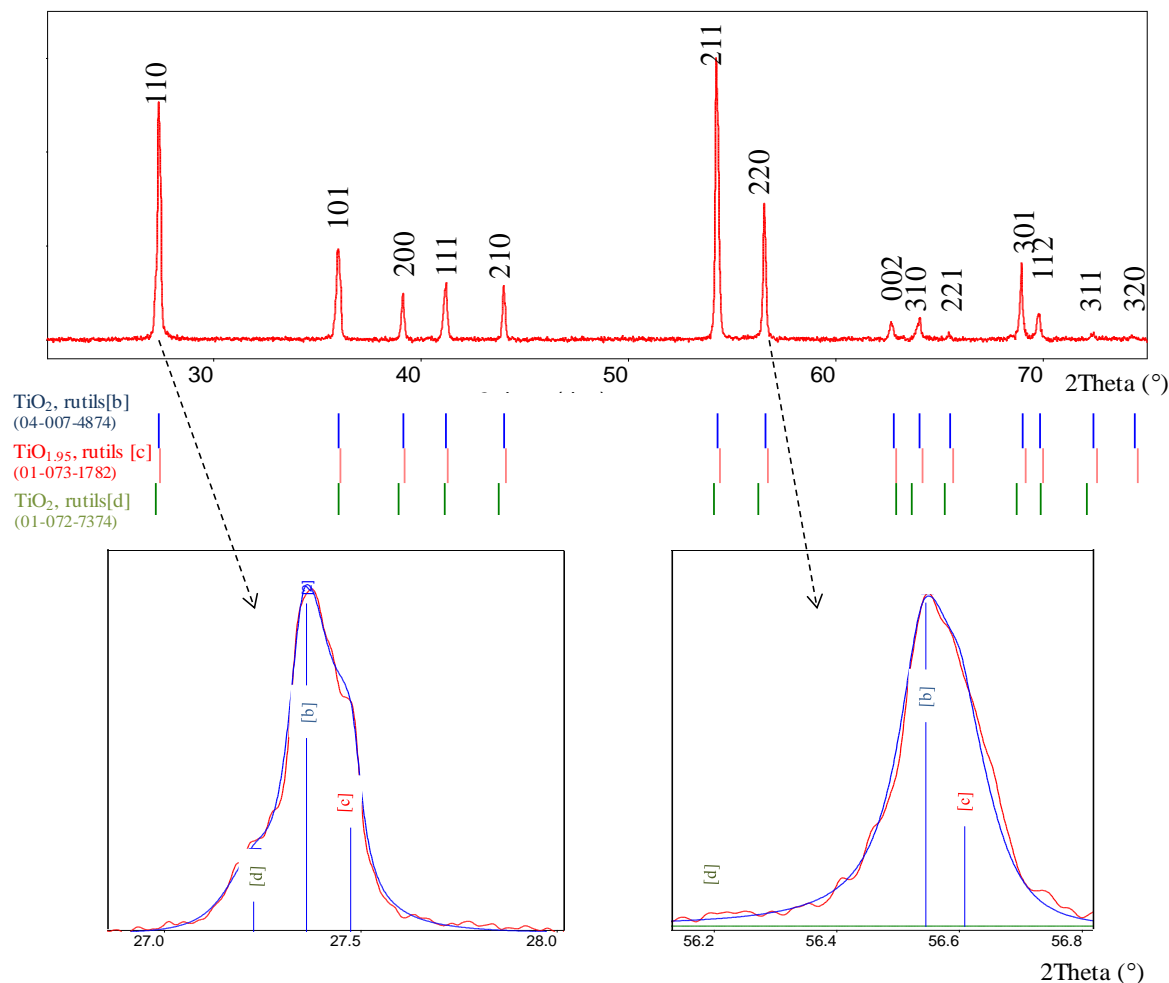 110
101
200
111
210
211
220
002
310
221
301
112
311
320
30
40
50
60
70
2Theta (°)
TiO2, rutils[b]
(04-007-4874)
TiO1.95, rutils [c]
(01-073-1782)
TiO2, rutils[d]
(01-072-7374)
[b]
[c]
[d]
27.0
27.5
28.0
[b]
[c]
[d]
56.2
56.4
56.6
56.8
2Theta (°)